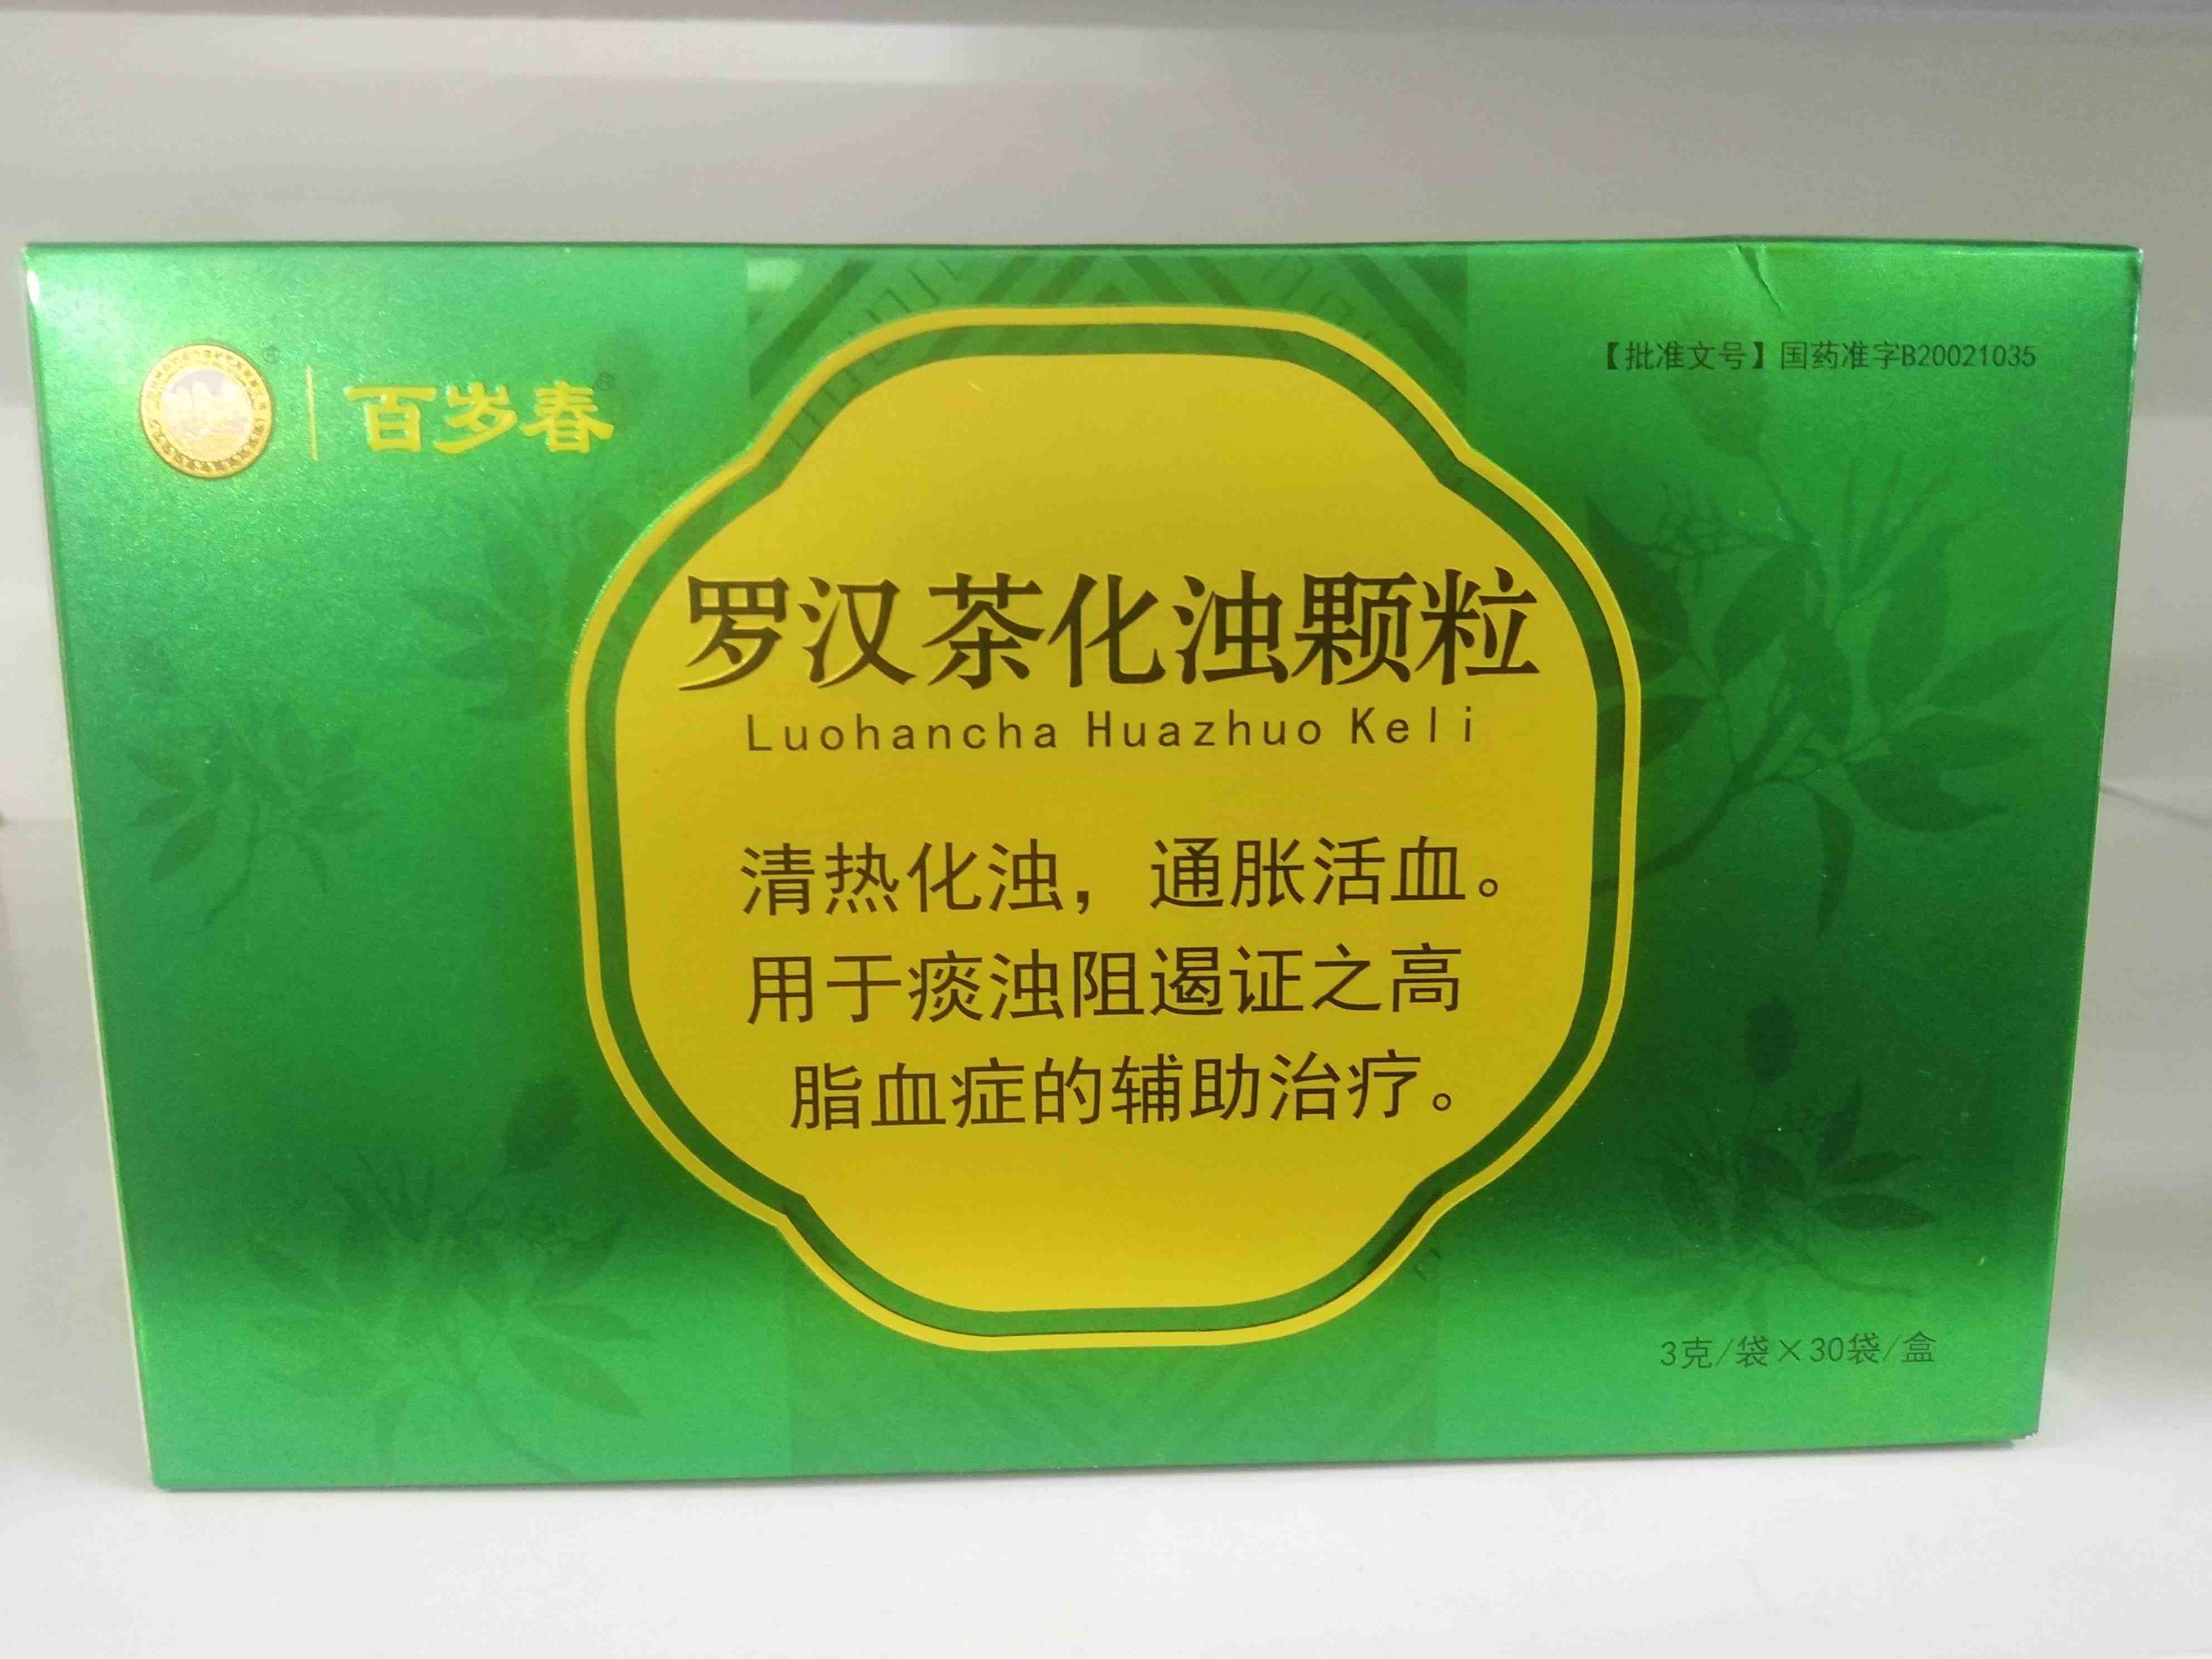 百岁春
【批准文号】国药准字B20021035
罗汉茶化浊颗粒
Luohancha Huazhuo Keli
清热化浊，通胀活血。
用于痰浊阻遏证之高
脂血症的辅助治疗。
3克/袋×30袋/盒